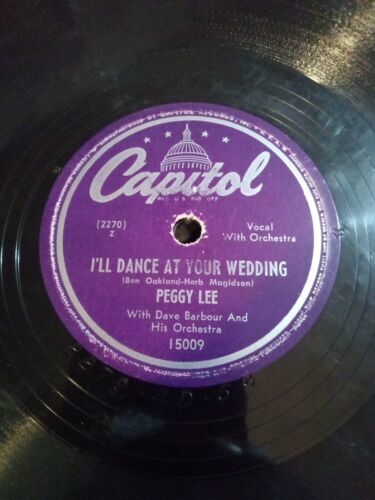 Capitol
REG. U.S. PAT. OFF.
(2270)
Z
Vocal
With Orchestra
I'LL DANCE AT YOUR WEDDING
(Ben Oakland-Herb Magidson)
PEGGY LEE
With Dave Barbour And
His Orchestra
15009